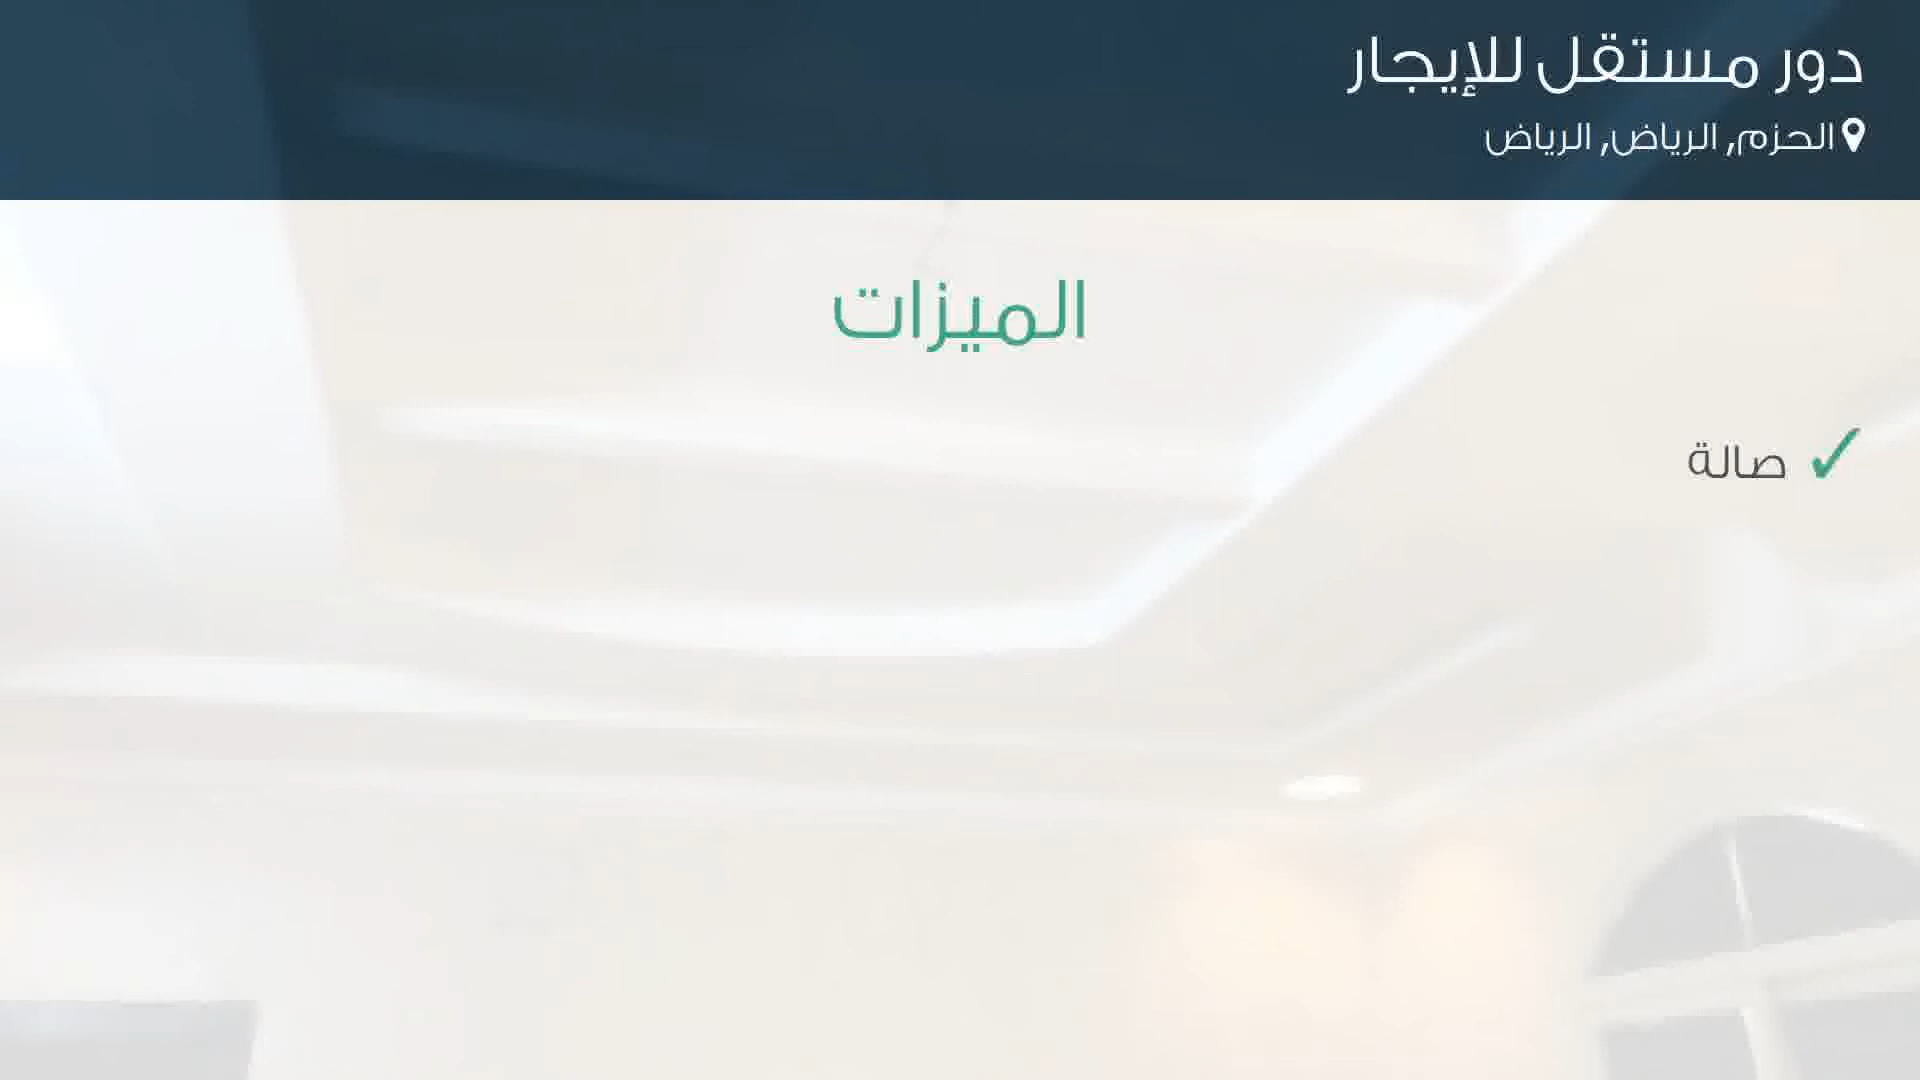 دور مستقل للإيجار
الحزم, الرياض, الرياض
الميزات
✓ صالة